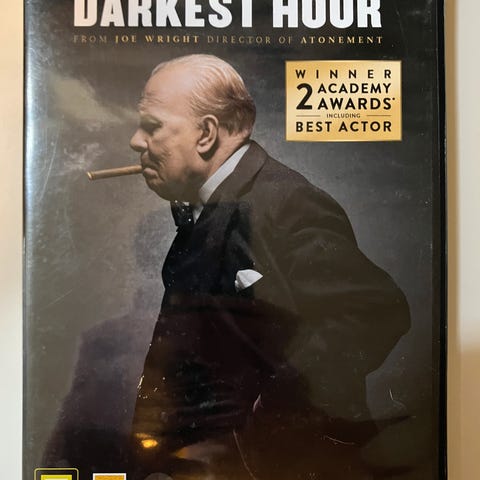 DARKEST HOUR
FROM JOE WRIGHT DIRECTOR OF ATONEMENT
WINNER
2 ACADEMY
AWARDS*
INCLUDING
BEST ACTOR